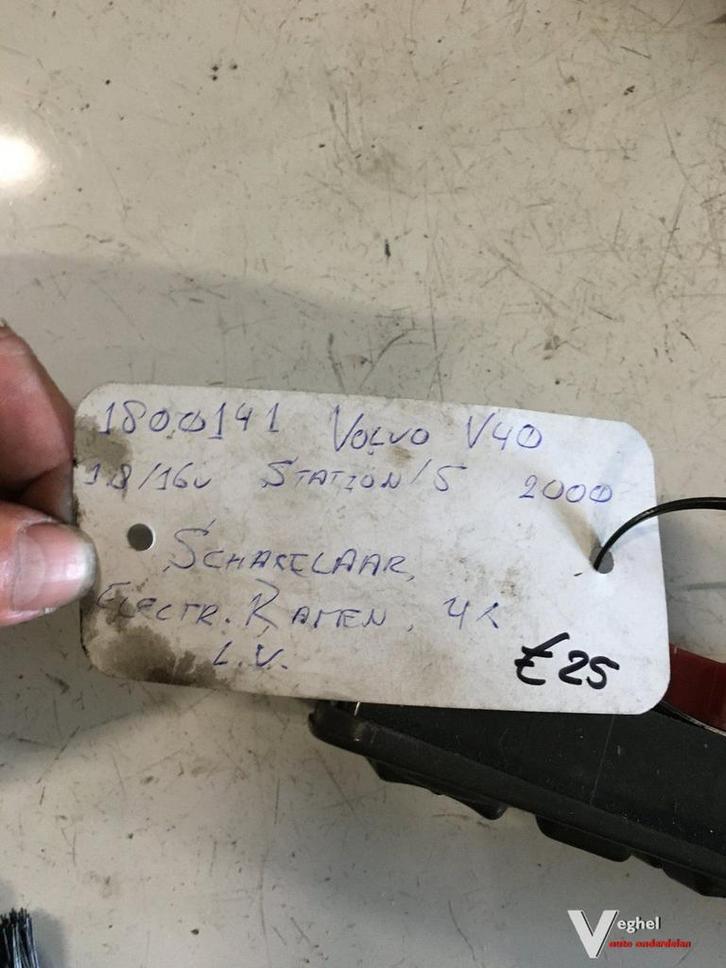 1800141 Volvo V40
1.8/16v Station/5 2000
Schakelaar,
Electr. Ramen, 4x
L.V.
€25
Veghel
auto onderdelen